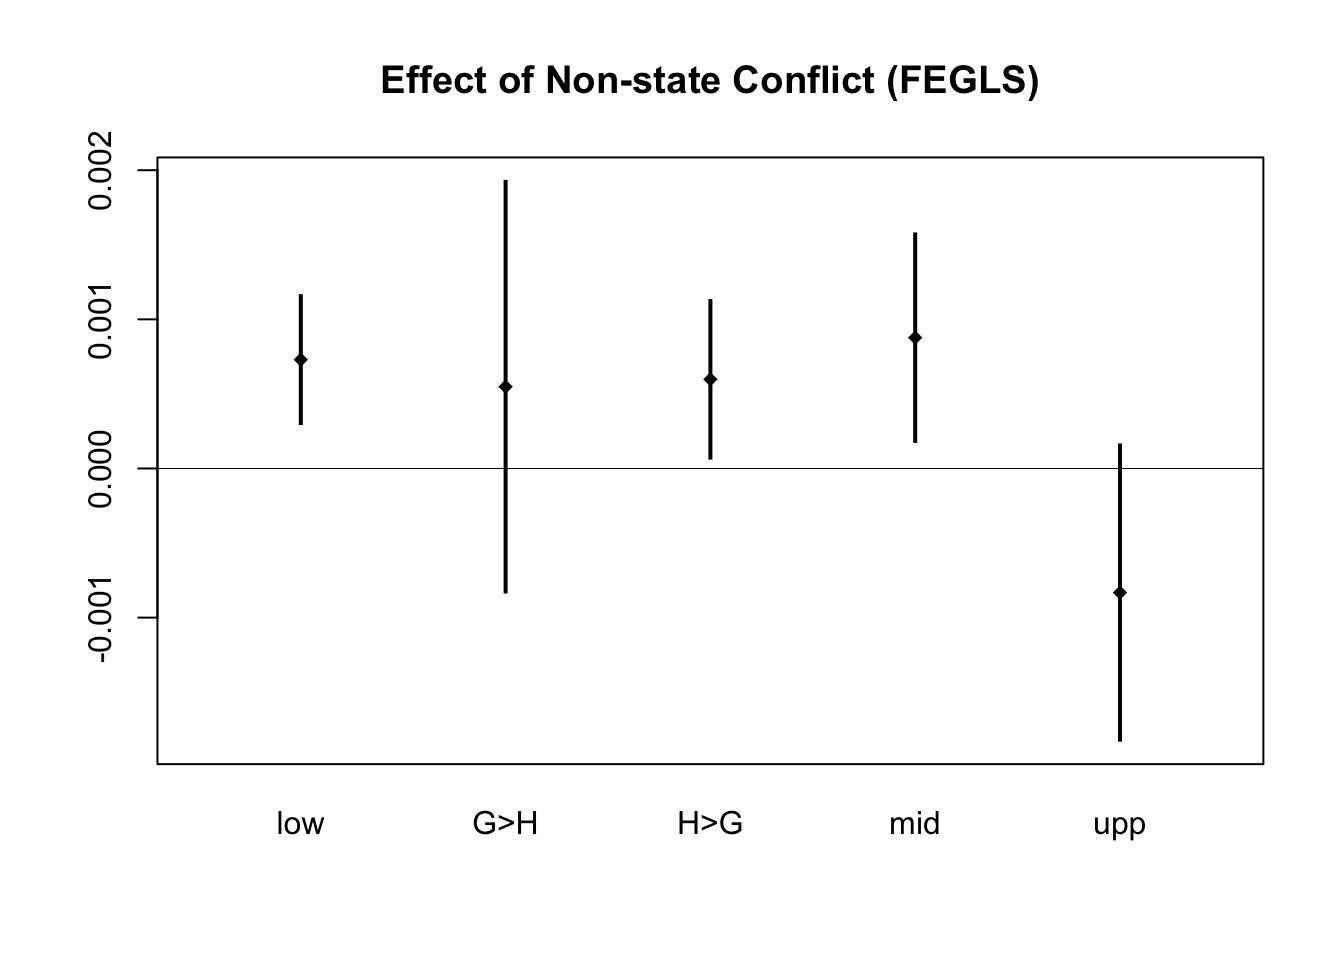 Effect of Non-state Conflict (FEGLS)
0.002
0.001
0.000
-0.001
low G>H H>G mid upp